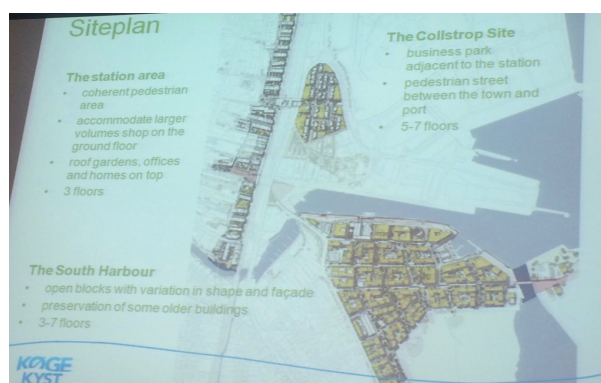 Siteplan
The station area
• coherent pedestrian
area
• accommodate larger
volumes shop on the
ground floor
• roof gardens, offices
and homes on top
• 3 floors
The Collstrop Site
• business park
adjacent to the station
• pedestrian street
between the town and
port
• 5-7 floors
The South Harbour
• open blocks with variation in shape and façade
• preservation of some older buildings
• 3-7 floors
KØGE
KYST